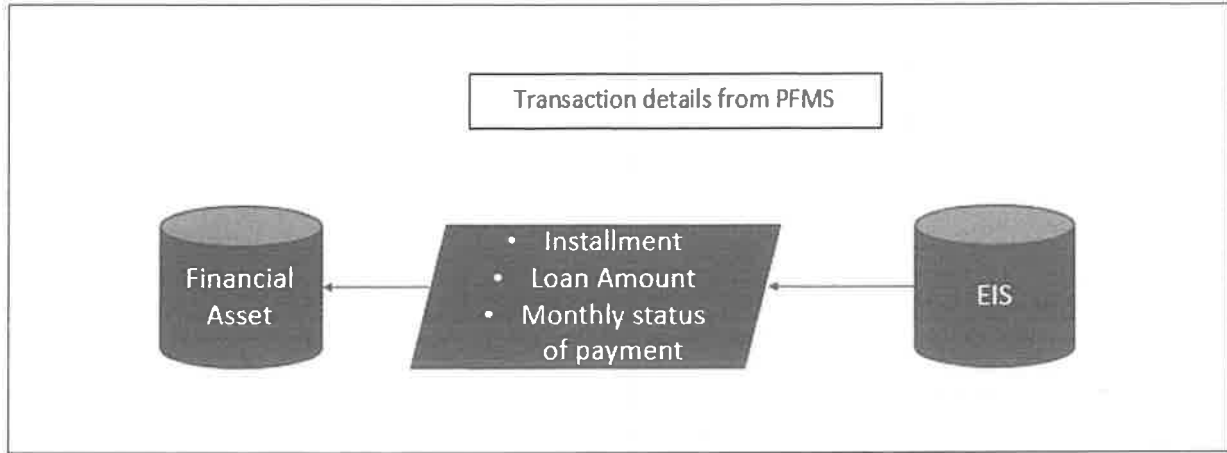 Transaction details from PFMS
Financial
Asset
• Installment
• Loan Amount
• Monthly status
of payment
EIS